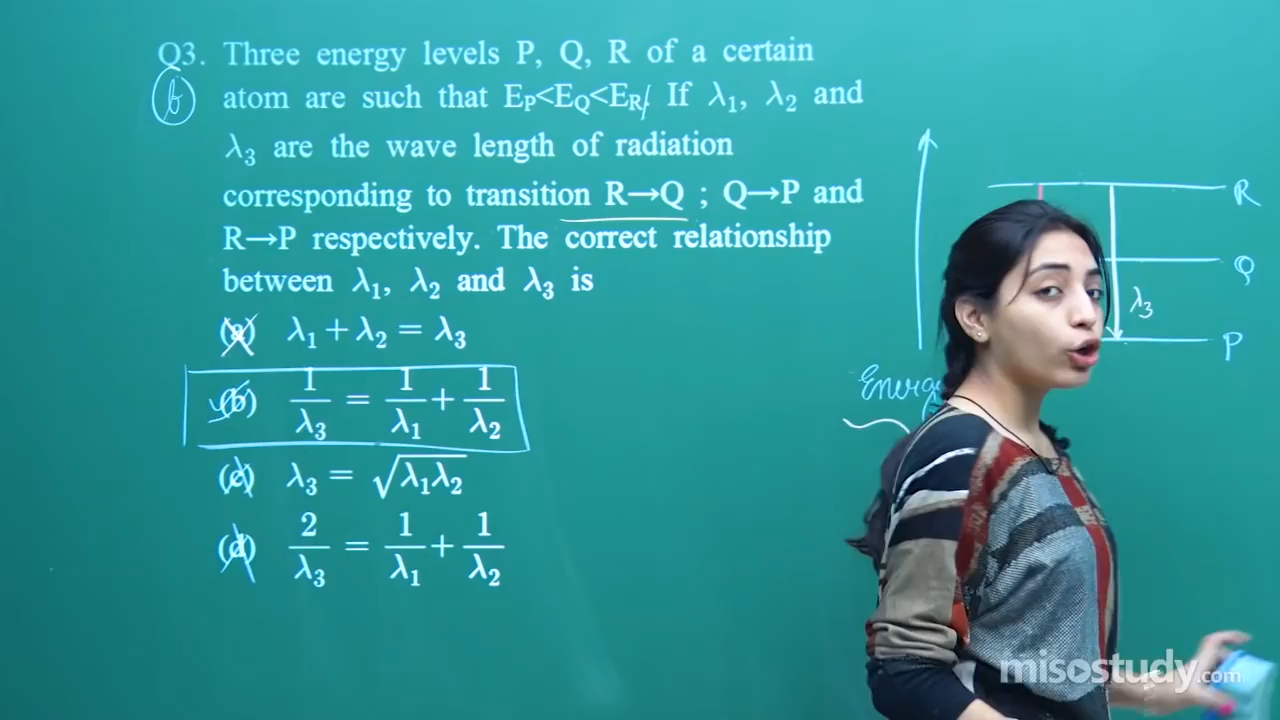 Q3. Three energy levels P, Q, R of a certain
(b) atom are such that EP<EQ<ER/ If λ1, λ2 and
λ3 are the wave length of radiation
corresponding to transition R→Q ; Q→P and
R→P respectively. The correct relationship
between λ1, λ2 and λ3 is
(a) λ1 + λ2 = λ3
(b) 1/λ3 = 1/λ1 + 1/λ2
(c) λ3 = √λ1λ2
(d) 2/λ3 = 1/λ1 + 1/λ2
R
Q
λ3
P
misostudy.com